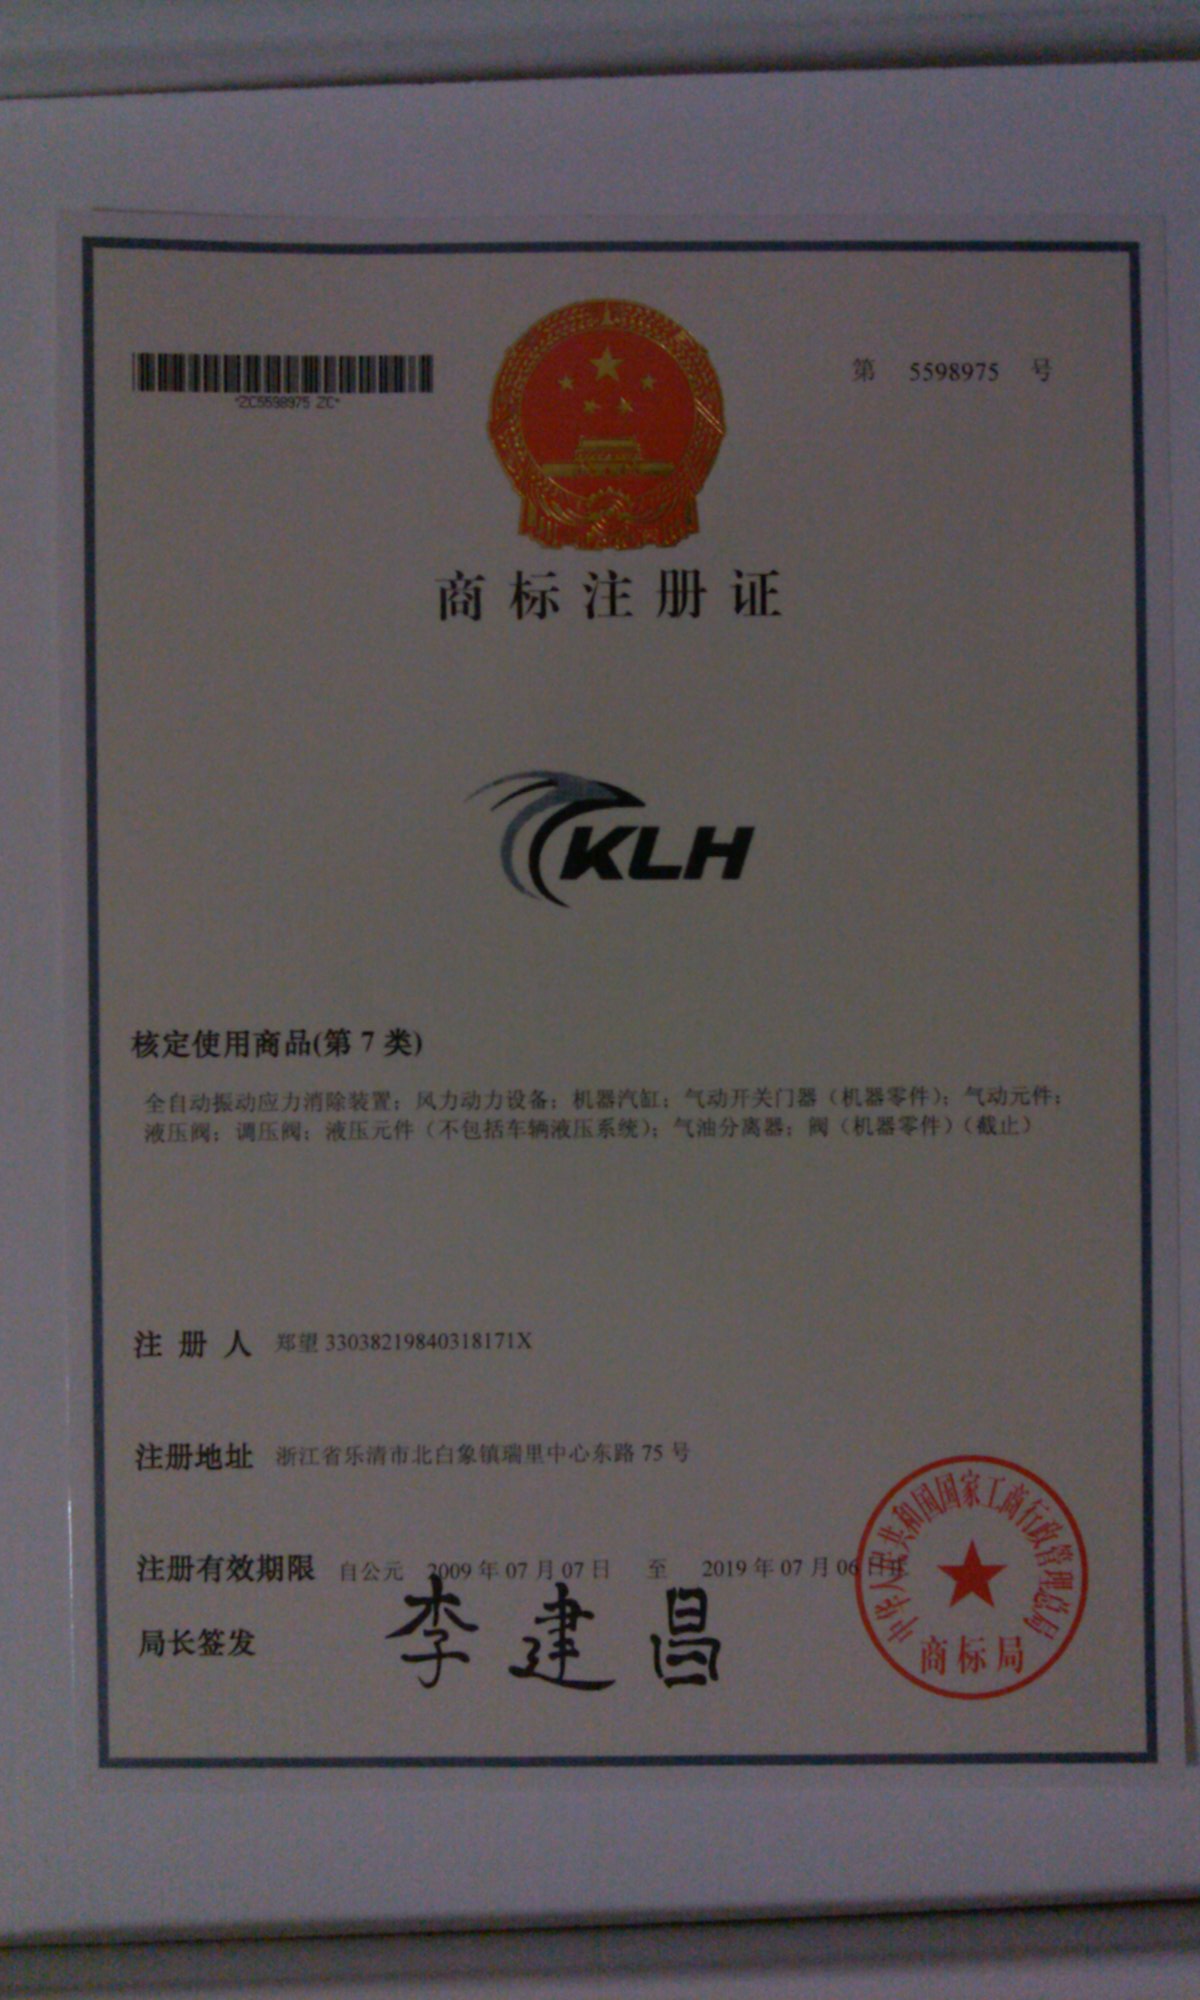 第 5598975 号
*ZC5598975 ZC*
商标注册证
KLH
核定使用商品(第 7 类)
全自动振动应力消除装置；风力动力设备；机器汽缸；气动开关门器（机器零件）；气动元件；
液压阀；调压阀；液压元件（不包括车辆液压系统）；气油分离器；阀（机器零件）（截止）
注册人 郑望 33038219840318171X
注册地址 浙江省乐清市北白象镇瑞里中心东路 75 号
注册有效期限 自公元 2009 年 07 月 07 日 至 2019 年 07 月 06 日止
局长签发 李建昌
中华人民共和国国家工商行政管理总局
商标局